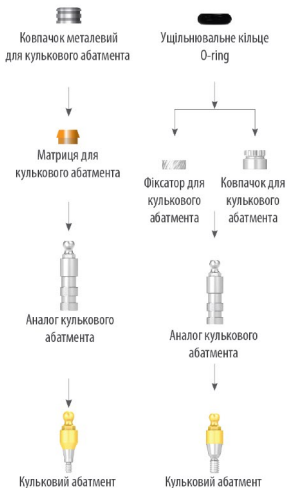 Ковпачок металевий
для кулькового абатмента
Ущільнювальне кільце
O-ring
Матриця для
кулькового абатмента
Фіксатор для
кулькового
абатмента
Ковпачок для
кулькового
абатмента
Аналог кулькового
абатмента
Аналог кулькового
абатмента
Кульковий абатмент
Кульковий абатмент